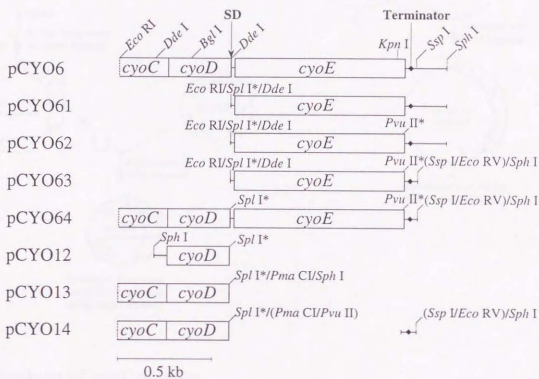 SD Terminator
Eco RI Dde I Bgl I Dde I Kpn I Ssp I Sph I
pCYO6 cyoC cyoD cyoE
Eco RI/Spl I*/Dde I
pCYO61 cyoE
Eco RI/Spl I*/Dde I Pvu II*
pCYO62 cyoE
Eco RI/Spl I*/Dde I Pvu II*(Ssp I/Eco RV)/Sph I
pCYO63 cyoE
Spl I* Pvu II*(Ssp I/Eco RV)/Sph I
pCYO64 cyoC cyoD cyoE
Sph I Spl I*
pCYO12 cyoD
Spl I*/Pma CI/Sph I
pCYO13 cyoC cyoD
Spl I*/(Pma CI/Pvu II) (Ssp I/Eco RV)/Sph I
pCYO14 cyoC cyoD
0.5 kb